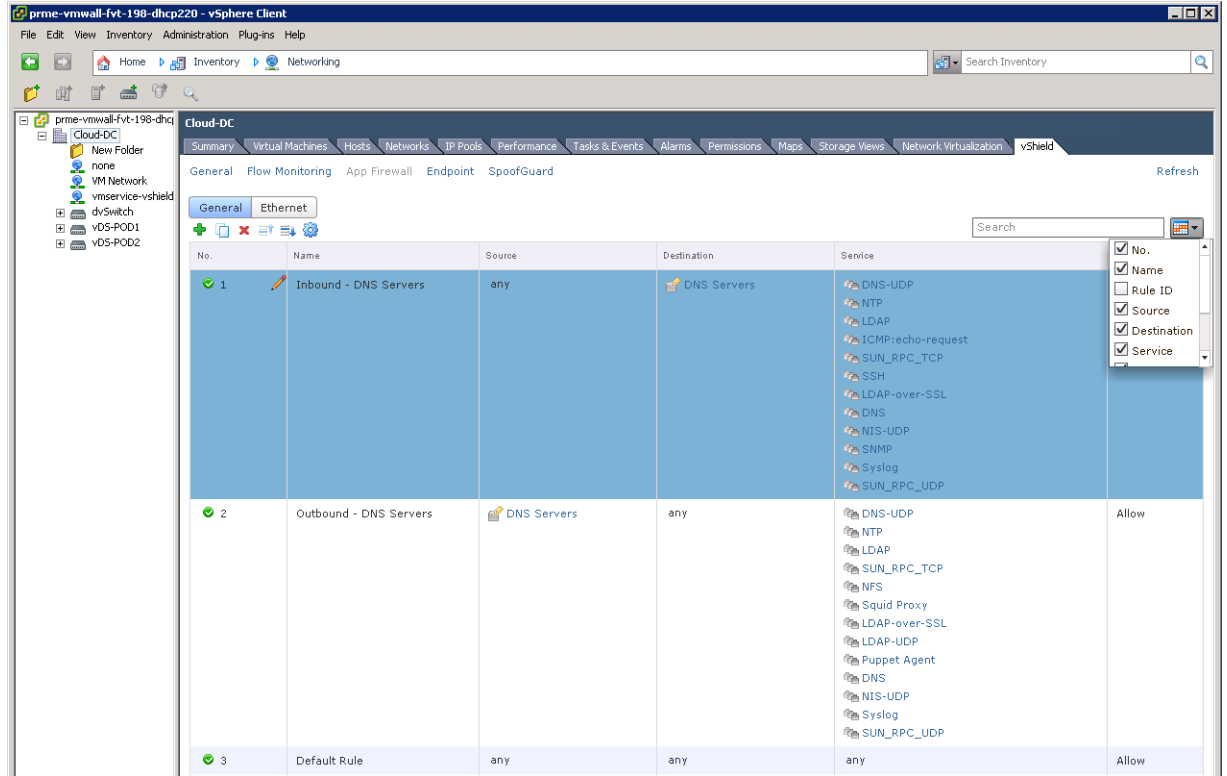 prme-vmwall-fvt-198-dhcp220 - vSphere Client
File Edit View Inventory Administration Plug-ins Help
Home Inventory Networking Search Inventory
prme-vmwall-fvt-198-dhc
Cloud-DC
New Folder
none
VM Network
vmservice-vshield
dvSwitch
vDS-POD1
vDS-POD2
Cloud-DC
Summary Virtual Machines Hosts Networks IP Pools Performance Tasks & Events Alarms Permissions Maps Storage Views Network Virtualization vShield
General Flow Monitoring App Firewall Endpoint SpoofGuard Refresh
General Ethernet
Search
No. Name Source Destination Service
No.
Name
Rule ID
Source
Destination
Service
1 Inbound - DNS Servers any DNS Servers DNS-UDP
NTP
LDAP
ICMP:echo-request
SUN_RPC_TCP
SSH
LDAP-over-SSL
DNS
NIS-UDP
SNMP
Syslog
SUN_RPC_UDP
2 Outbound - DNS Servers DNS Servers any DNS-UDP Allow
NTP
LDAP
SUN_RPC_TCP
NFS
Squid Proxy
LDAP-over-SSL
LDAP-UDP
Puppet Agent
DNS
NIS-UDP
Syslog
SUN_RPC_UDP
3 Default Rule any any any Allow